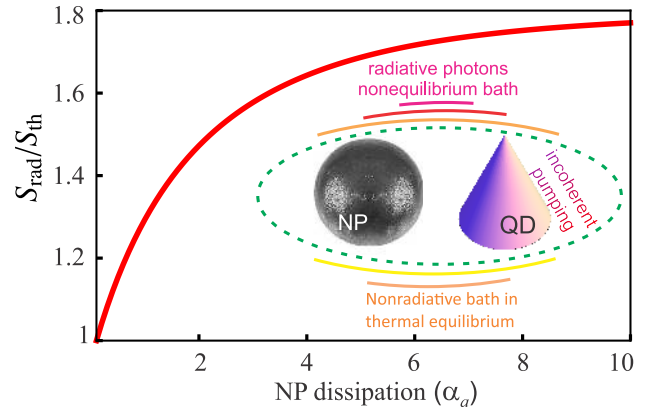 1.8
1.6
1.4
1.2
1
S_rad/S_th
radiative photons
nonequilibrium bath
NP
QD
incoherent
pumping
Nonradiative bath in
thermal equilibrium
2
4
6
8
10
NP dissipation (α_a)